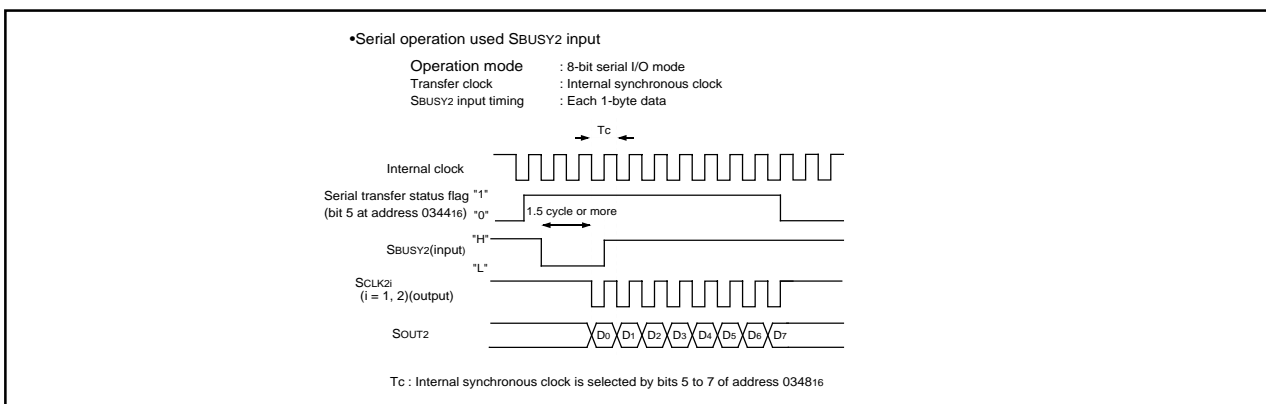 •Serial operation used SBUSY2 input
Operation mode : 8-bit serial I/O mode
Transfer clock : Internal synchronous clock
SBUSY2 input timing : Each 1-byte data
Tc
Internal clock
Serial transfer status flag "1"
(bit 5 at address 034416) "0"
1.5 cycle or more
SBUSY2(input) "H"
"L"
SCLK2i
(i = 1, 2)(output)
SOUT2 D0 D1 D2 D3 D4 D5 D6 D7
Tc : Internal synchronous clock is selected by bits 5 to 7 of address 034816